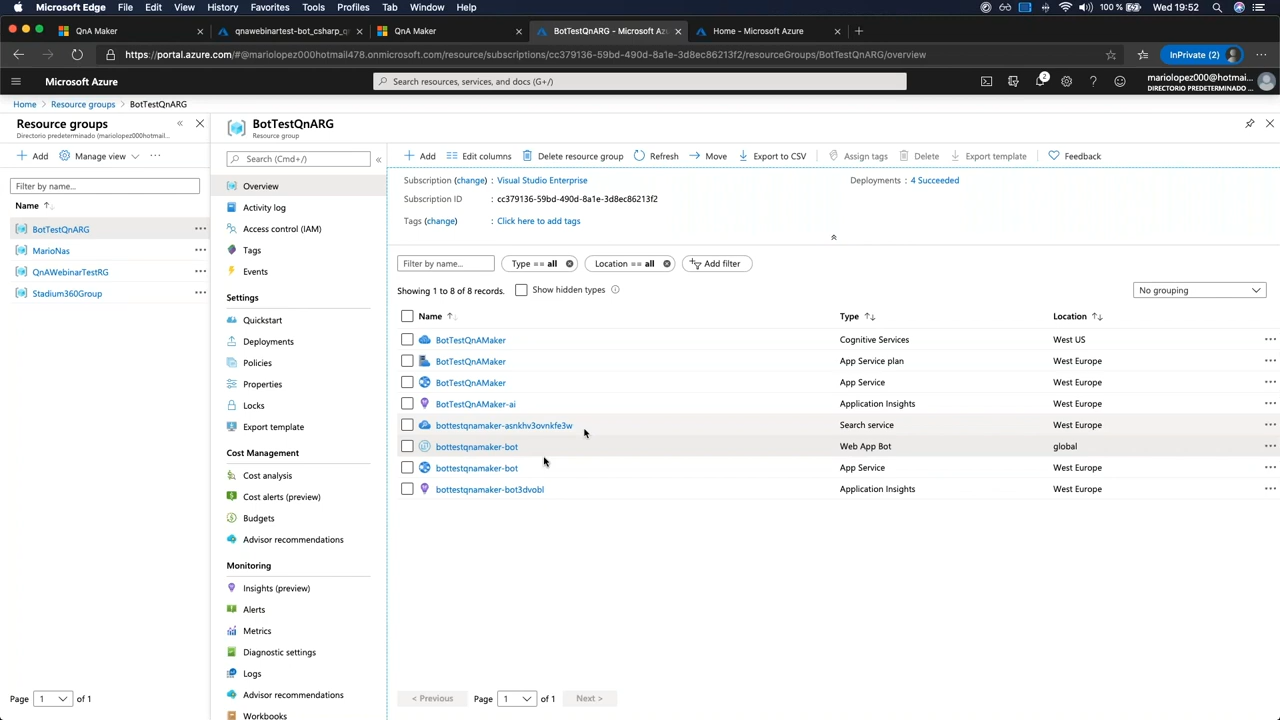 Microsoft Edge File Edit View History Favorites Tools Profiles Tab Window Help 100% Wed 19:52
QnA Maker qnawebinartest-bot_csharp_q QnA Maker BotTestQnARG - Microsoft Az Home - Microsoft Azure
https://portal.azure.com/#@mariolopez000hotmail478.onmicrosoft.com/resource/subscriptions/cc379136-59bd-490d-8a1e-3d8ec86213f2/resourceGroups/BotTestQnARG/overview InPrivate (2)
Microsoft Azure Search resources, services, and docs (G+/) 2 mariolopez000@hotmai...
DIRECTORIO PREDETERMINADO ...
Home > Resource groups > BotTestQnARG
Resource groups
Directorio predeterminado (mariolopez000hotmail...
+ Add Manage view ...
Filter by name...
Name
BotTestQnARG ...
MarioNas ...
QnAWebinarTestRG ...
Stadium360Group ...
Page 1 of 1
BotTestQnARG
Resource group
Search (Cmd+/)
Overview
Activity log
Access control (IAM)
Tags
Events
Settings
Quickstart
Deployments
Policies
Properties
Locks
Export template
Cost Management
Cost analysis
Cost alerts (preview)
Budgets
Advisor recommendations
Monitoring
Insights (preview)
Alerts
Metrics
Diagnostic settings
Logs
Advisor recommendations
Workbooks
+ Add Edit columns Delete resource group Refresh Move Export to CSV Assign tags Delete Export template Feedback
Subscription (change) : Visual Studio Enterprise Deployments : 4 Succeeded
Subscription ID : cc379136-59bd-490d-8a1e-3d8ec86213f2
Tags (change) : Click here to add tags
Filter by name... Type == all Location == all Add filter
Showing 1 to 8 of 8 records. Show hidden types No grouping
Name Type Location
BotTestQnAMaker Cognitive Services West US ...
BotTestQnAMaker App Service plan West Europe ...
BotTestQnAMaker App Service West Europe ...
BotTestQnAMaker-ai Application Insights West Europe ...
bottestqnamaker-asnkhv3ovnkfe3w Search service West Europe ...
bottestqnamaker-bot Web App Bot global ...
bottestqnamaker-bot App Service West Europe ...
bottestqnamaker-bot3dvobl Application Insights West Europe ...
< Previous Page 1 of 1 Next >